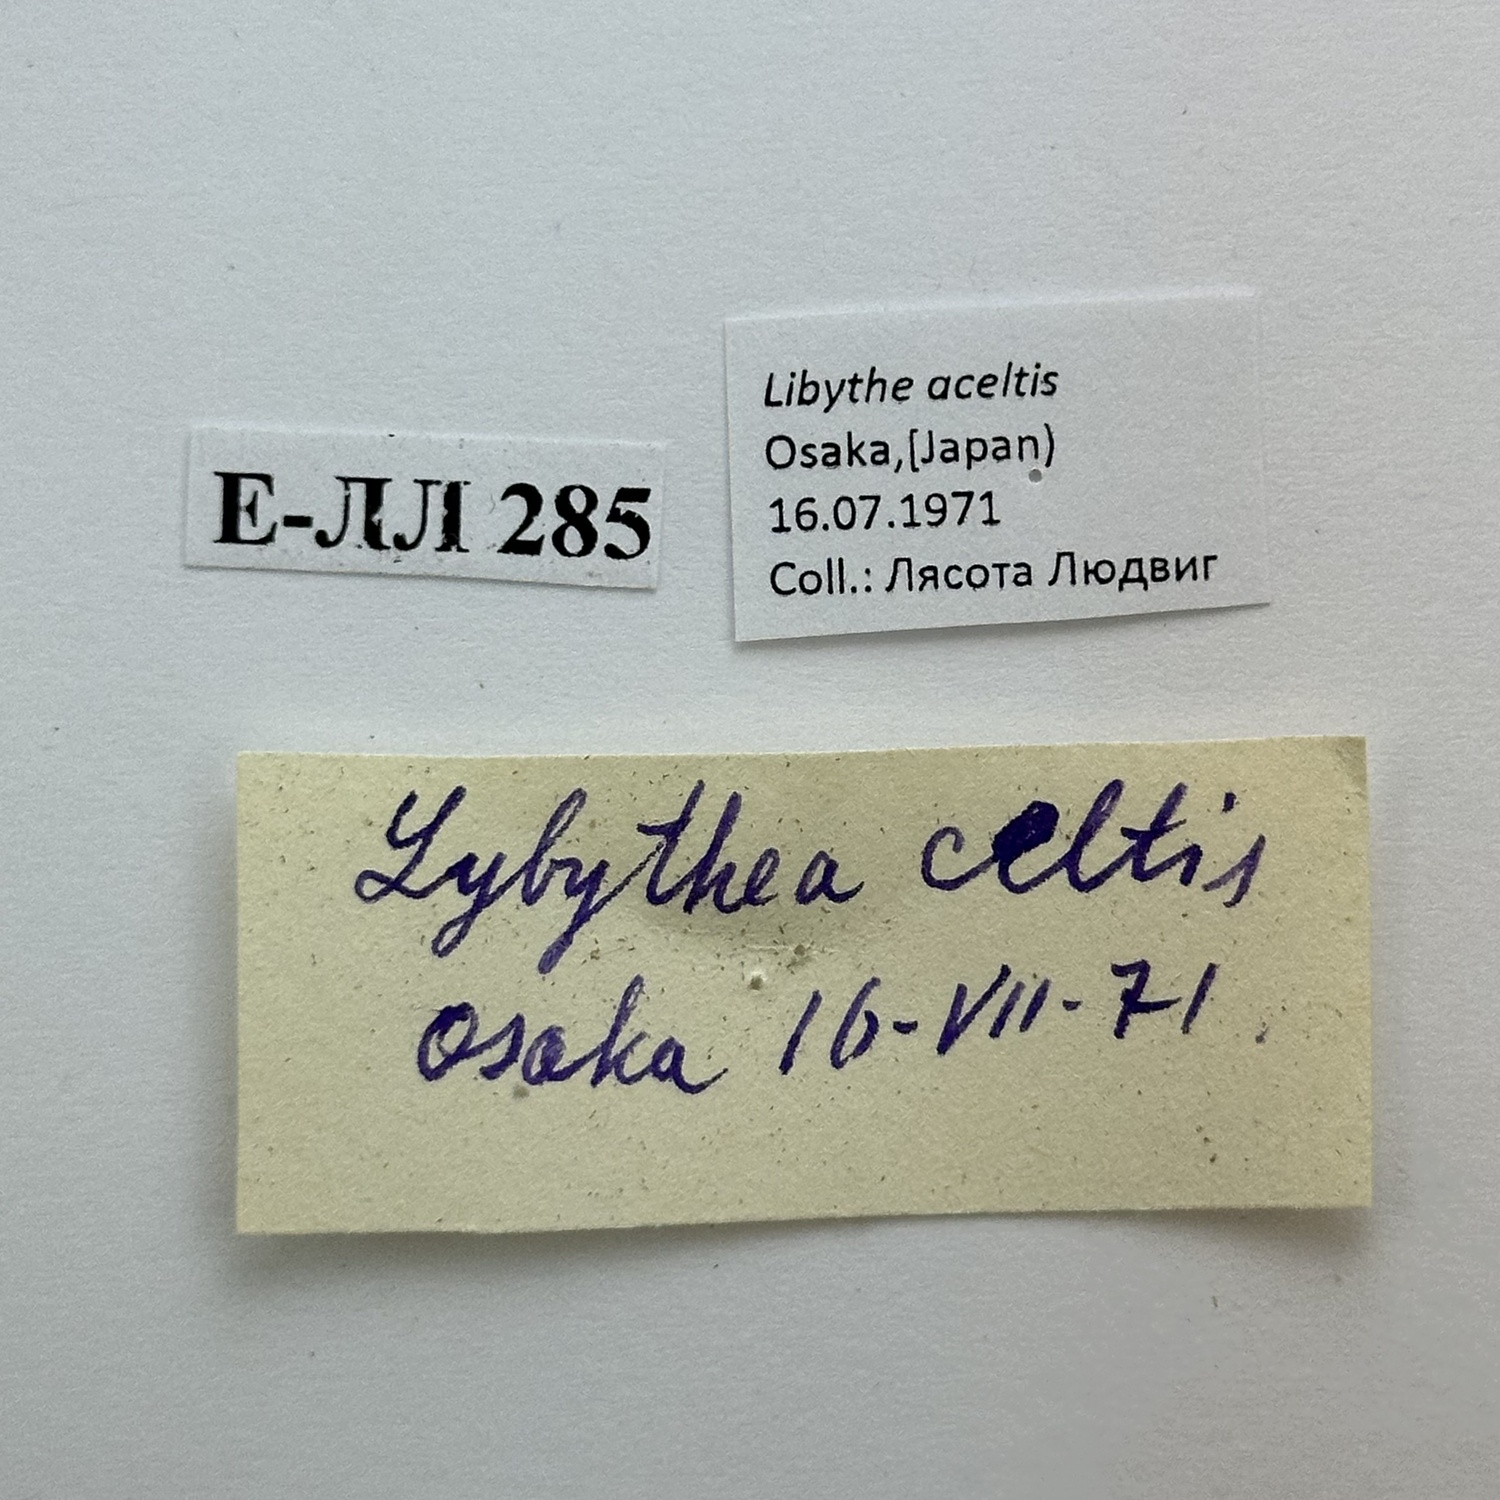 Е-ЛЛ 285
Libythe aceltis
Osaka,[Japan)
16.07.1971
Coll.: Лясота Людвиг
Lybythea celtis
Osaka 16-VII-71